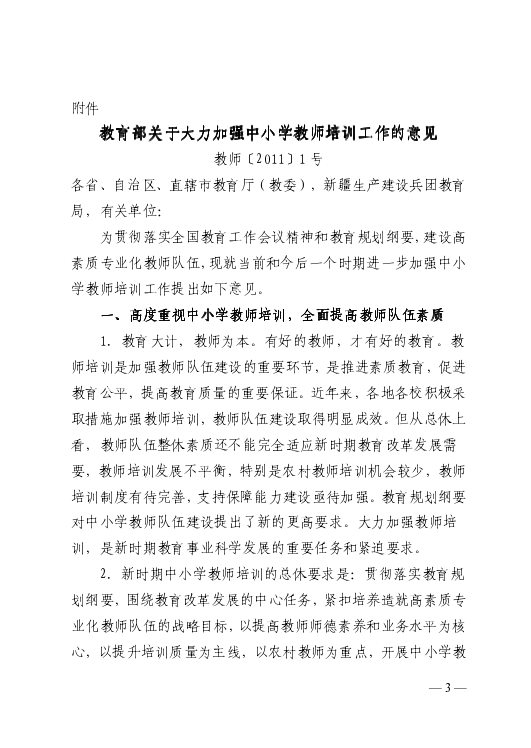 附件
教育部关于大力加强中小学教师培训工作的意见
教师〔2011〕1 号
各省、自治区、直辖市教育厅（教委），新疆生产建设兵团教育
局，有关单位：
为贯彻落实全国教育工作会议精神和教育规划纲要，建设高
素质专业化教师队伍，现就当前和今后一个时期进一步加强中小
学教师培训工作提出如下意见。
一、高度重视中小学教师培训，全面提高教师队伍素质
1．教育大计，教师为本。有好的教师，才有好的教育。教
师培训是加强教师队伍建设的重要环节，是推进素质教育，促进
教育公平，提高教育质量的重要保证。近年来，各地各校积极采
取措施加强教师培训，教师队伍建设取得明显成效。但从总休上
看，教师队伍整休素质还不能完全适应新时期教育改革发展需
要，教师培训发展不平衡，特别是农村教师培训机会较少，教师
培训制度有待完善，支持保障能力建设亟待加强。教育规划纲要
对中小学教师队伍建设提出了新的更高要求。大力加强教师培
训，是新时期教育事业科学发展的重要任务和紧迫要求。
2．新时期中小学教师培训的总休要求是：贯彻落实教育规
划纲要，围绕教育改革发展的中心任务，紧扣培养造就高素质专
业化教师队伍的战略目标，以提高教师师德素养和业务水平为核
心，以提升培训质量为主线，以农村教师为重点，开展中小学教
— 3 —